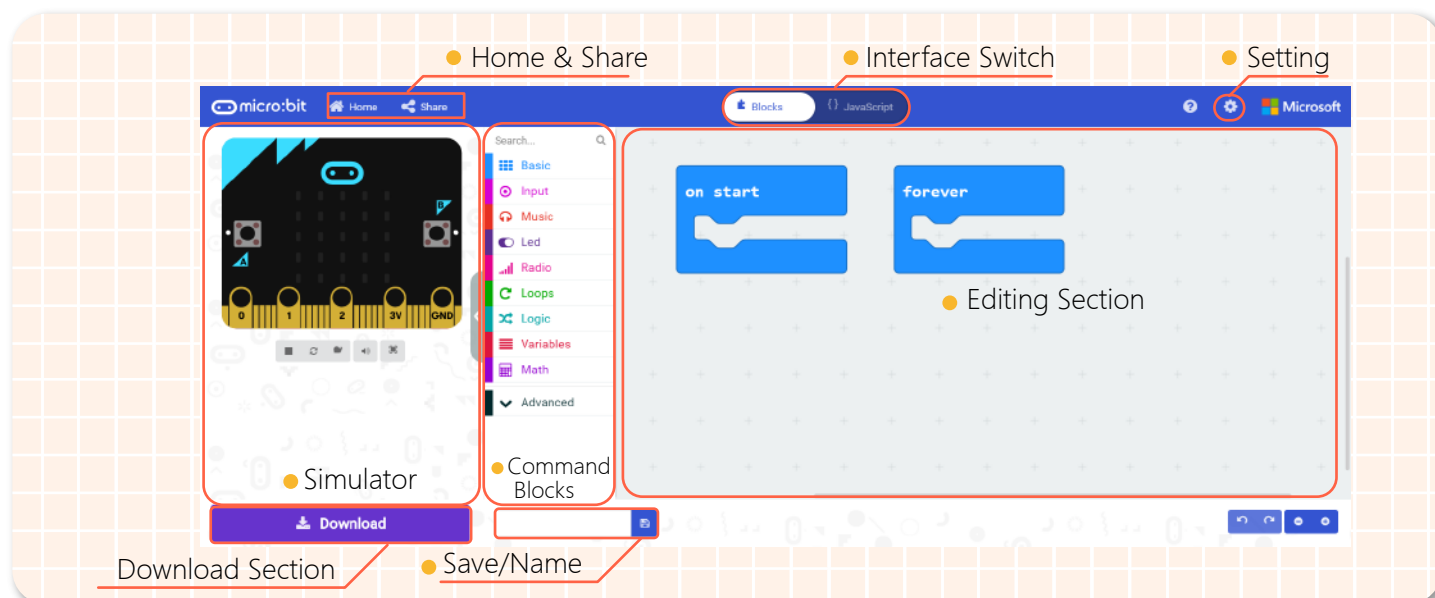 Home & Share
Interface Switch
Setting
micro:bit
Home
Share
Blocks
{} JavaScript
?
Microsoft
Search...
Basic
Input
Music
Led
Radio
Loops
Logic
Variables
Math
Advanced
A
B
0 1 2 3V GND
on start
forever
Editing Section
Simulator
Command
Blocks
Download
Download Section
Save/Name